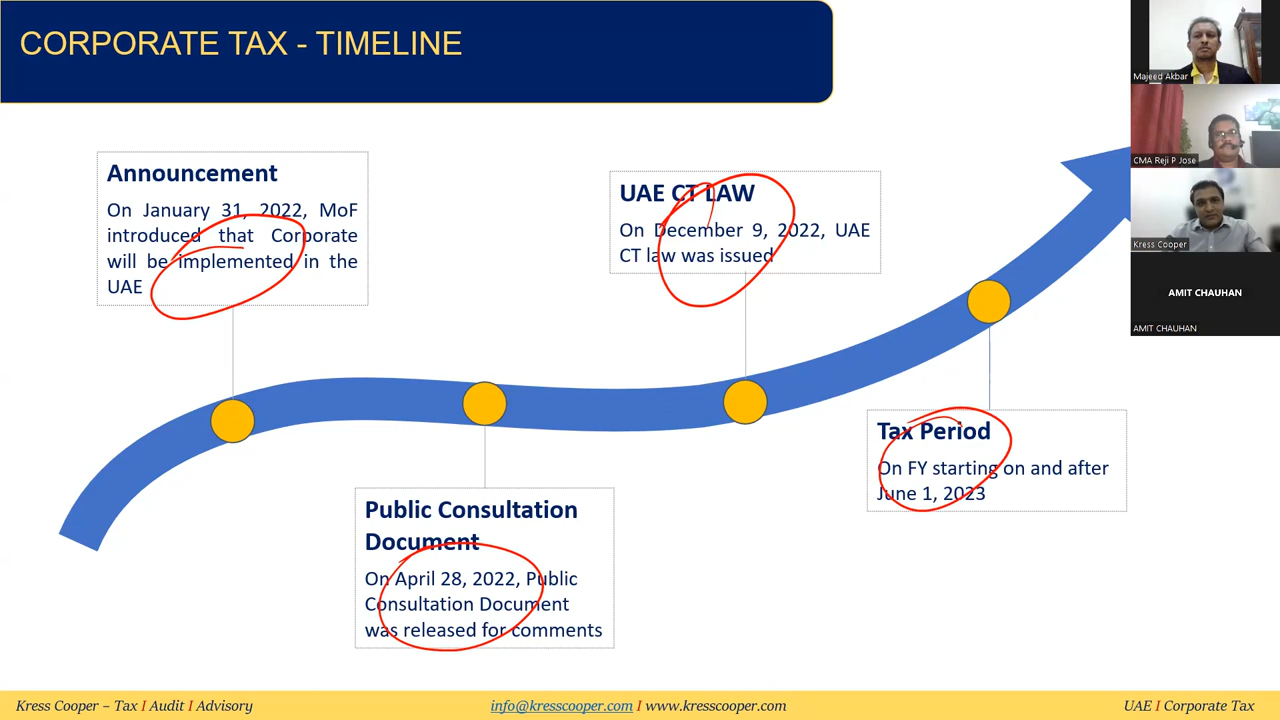 CORPORATE TAX - TIMELINE
Announcement
On January 31, 2022, MoF
introduced that Corporate
will be implemented in the
UAE
Public Consultation
Document
On April 28, 2022, Public
Consultation Document
was released for comments
UAE CT LAW
On December 9, 2022, UAE
CT law was issued
Tax Period
On FY starting on and after
June 1, 2023
Majeed Akbar
CMA Reji P Jose
Kress Cooper
AMIT CHAUHAN
AMIT CHAUHAN
Kress Cooper – Tax I Audit I Advisory
info@kresscooper.com I www.kresscooper.com
UAE I Corporate Tax